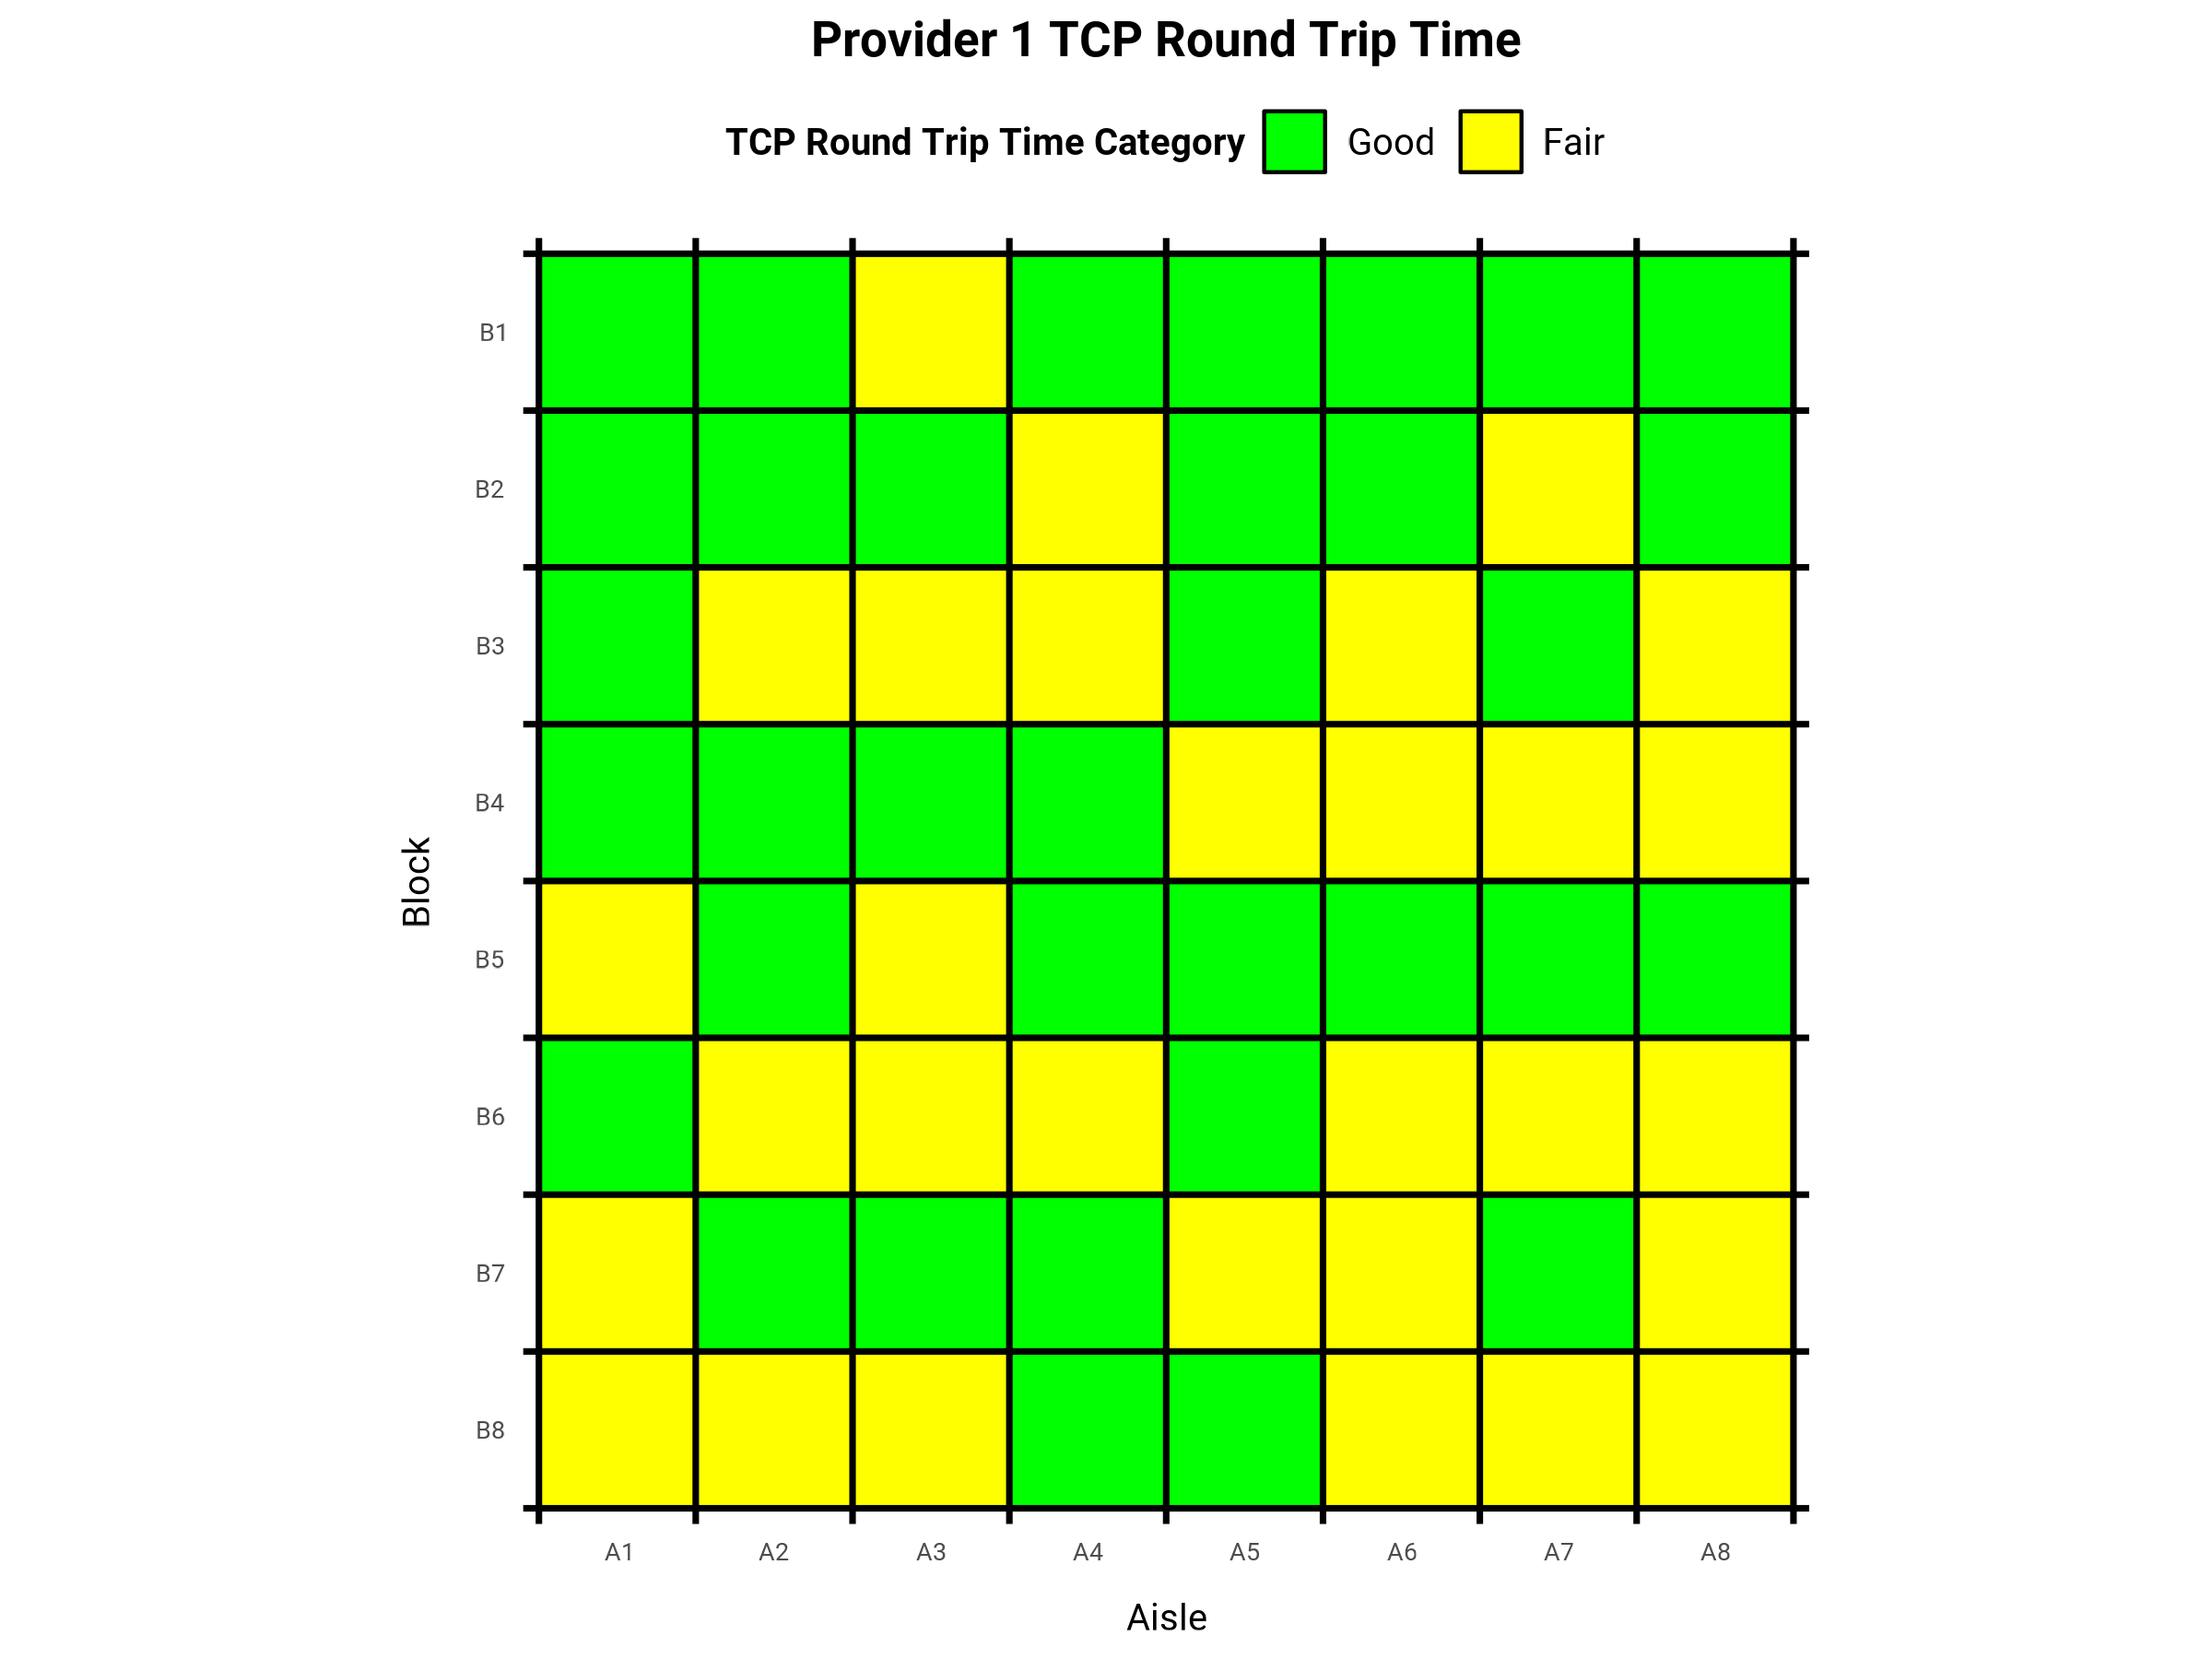 Provider 1 TCP Round Trip Time
TCP Round Trip Time Category Good Fair
B1
B2
B3
B4
Block
B5
B6
B7
B8
A1 A2 A3 A4 A5 A6 A7 A8
Aisle